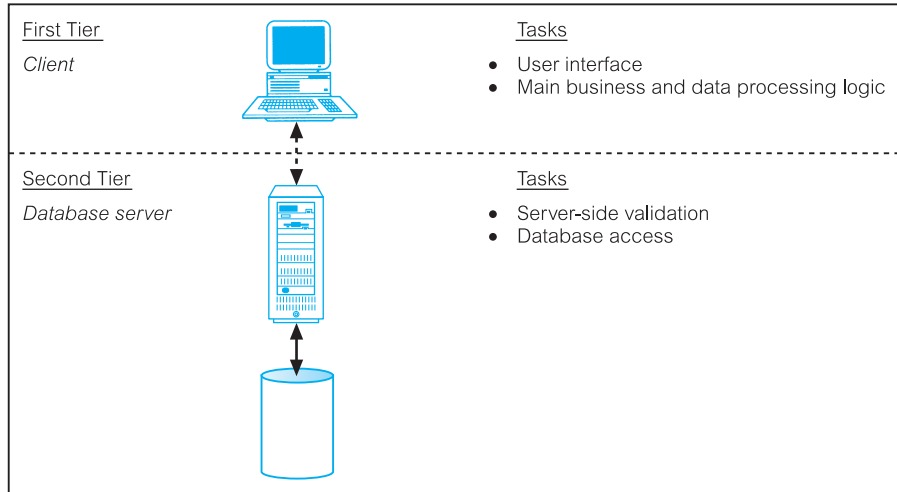 First Tier
Client
Tasks
● User interface
● Main business and data processing logic
Second Tier
Database server
Tasks
● Server-side validation
● Database access